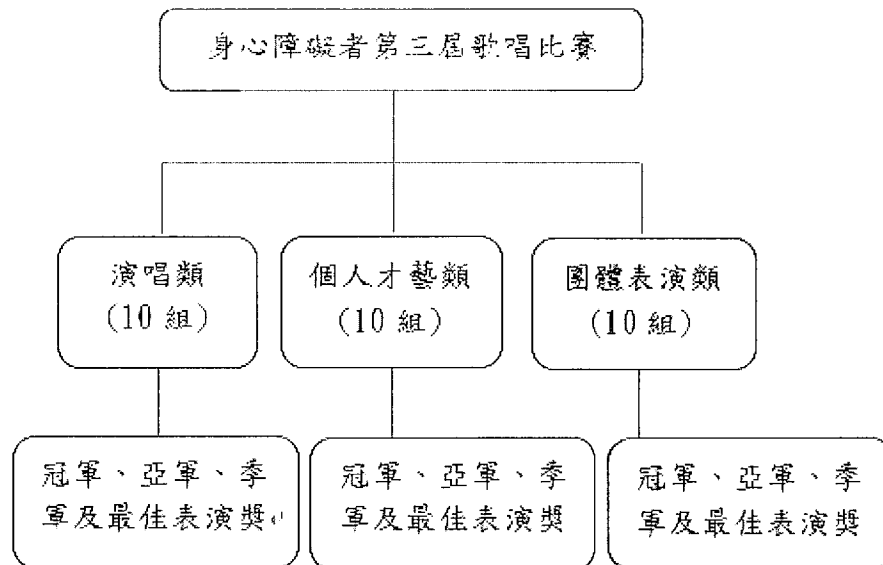 身心障礙者第三屆歌唱比賽
演唱類
(10 組)
個人才藝類
(10 組)
團體表演類
(10 組)
冠軍、亞軍、季
軍及最佳表演獎
冠軍、亞軍、季
軍及最佳表演獎
冠軍、亞軍、季
軍及最佳表演獎